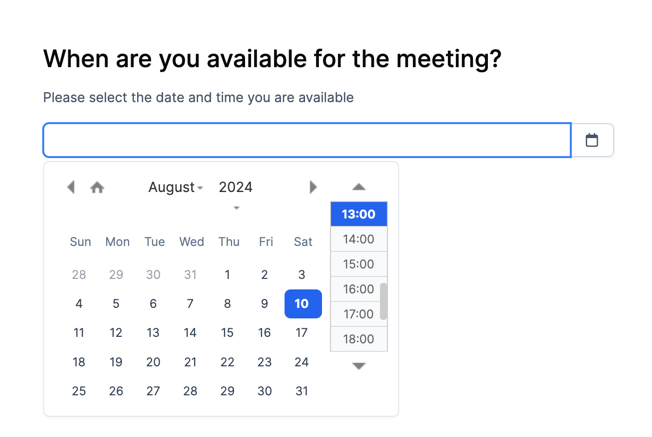 When are you available for the meeting?
Please select the date and time you are available
August 2024
Sun Mon Tue Wed Thu Fri Sat
28 29 30 31 1 2 3
4 5 6 7 8 9 10
11 12 13 14 15 16 17
18 19 20 21 22 23 24
25 26 27 28 29 30 31
13:00
14:00
15:00
16:00
17:00
18:00